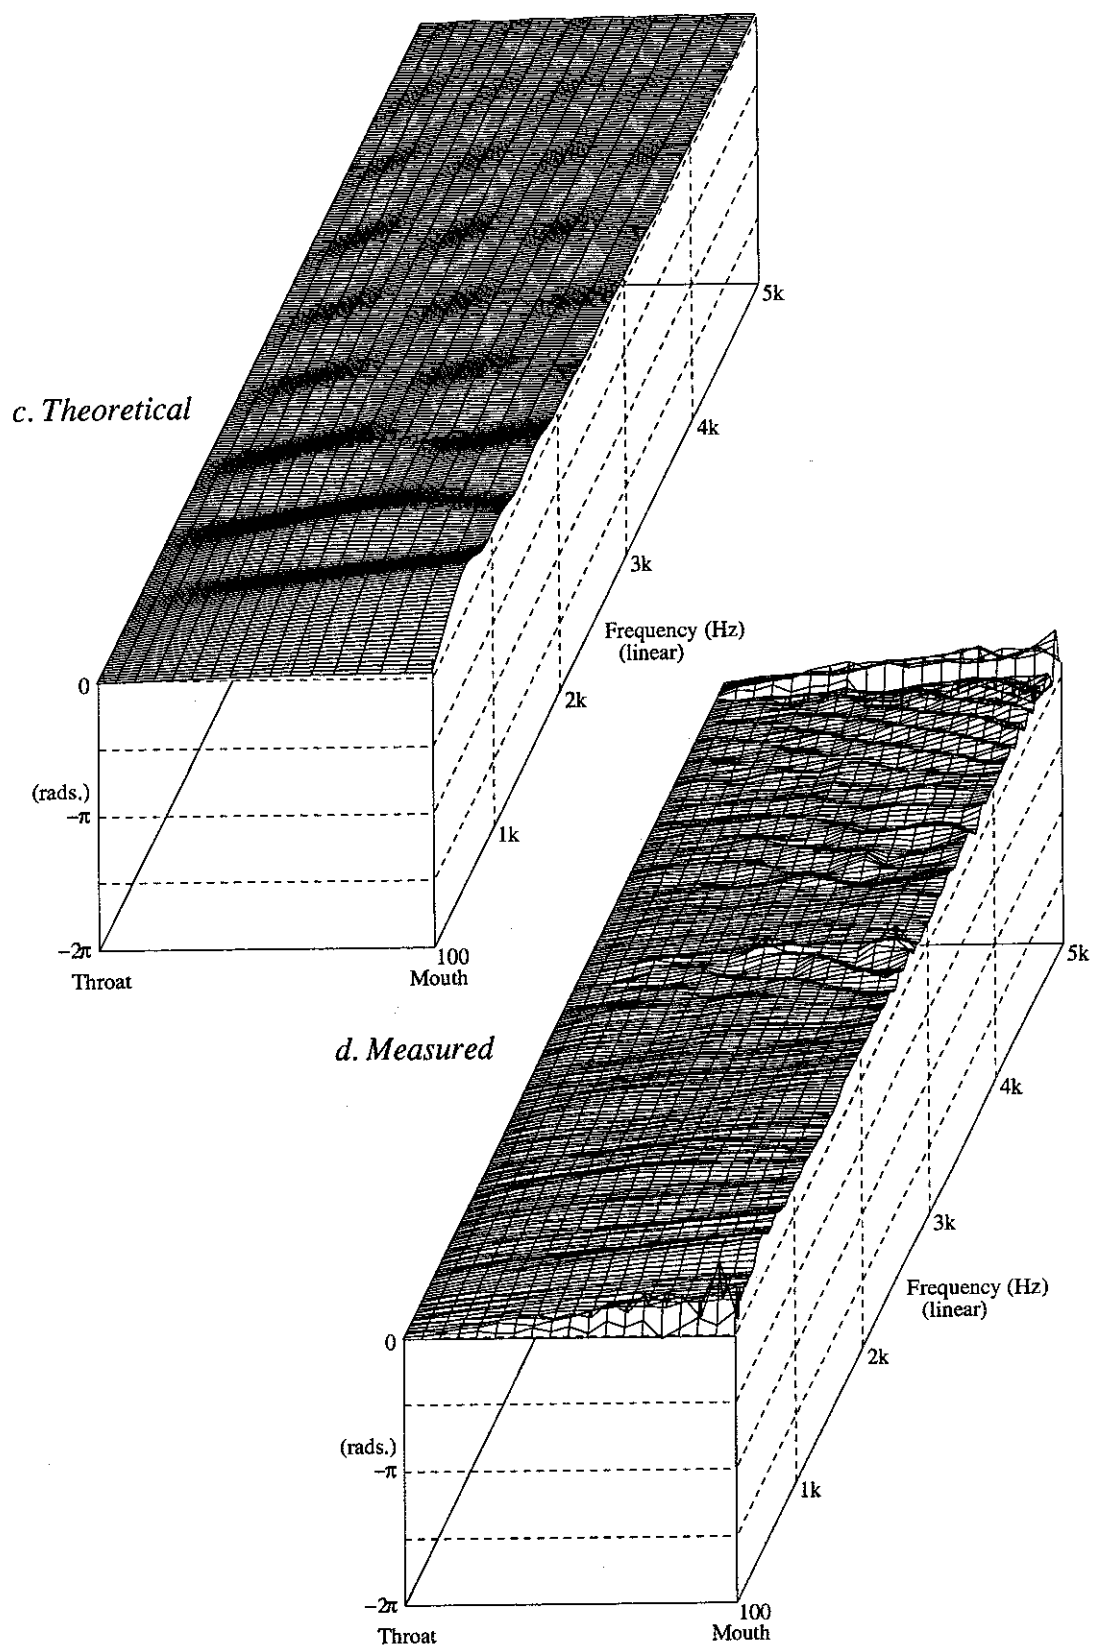 c. Theoretical
5k
4k
3k
Frequency (Hz)
(linear)
2k
1k
0
(rads.)
−π
−2π
100
Throat
Mouth
d. Measured
5k
4k
3k
Frequency (Hz)
(linear)
2k
1k
0
(rads.)
−π
−2π
100
Throat
Mouth